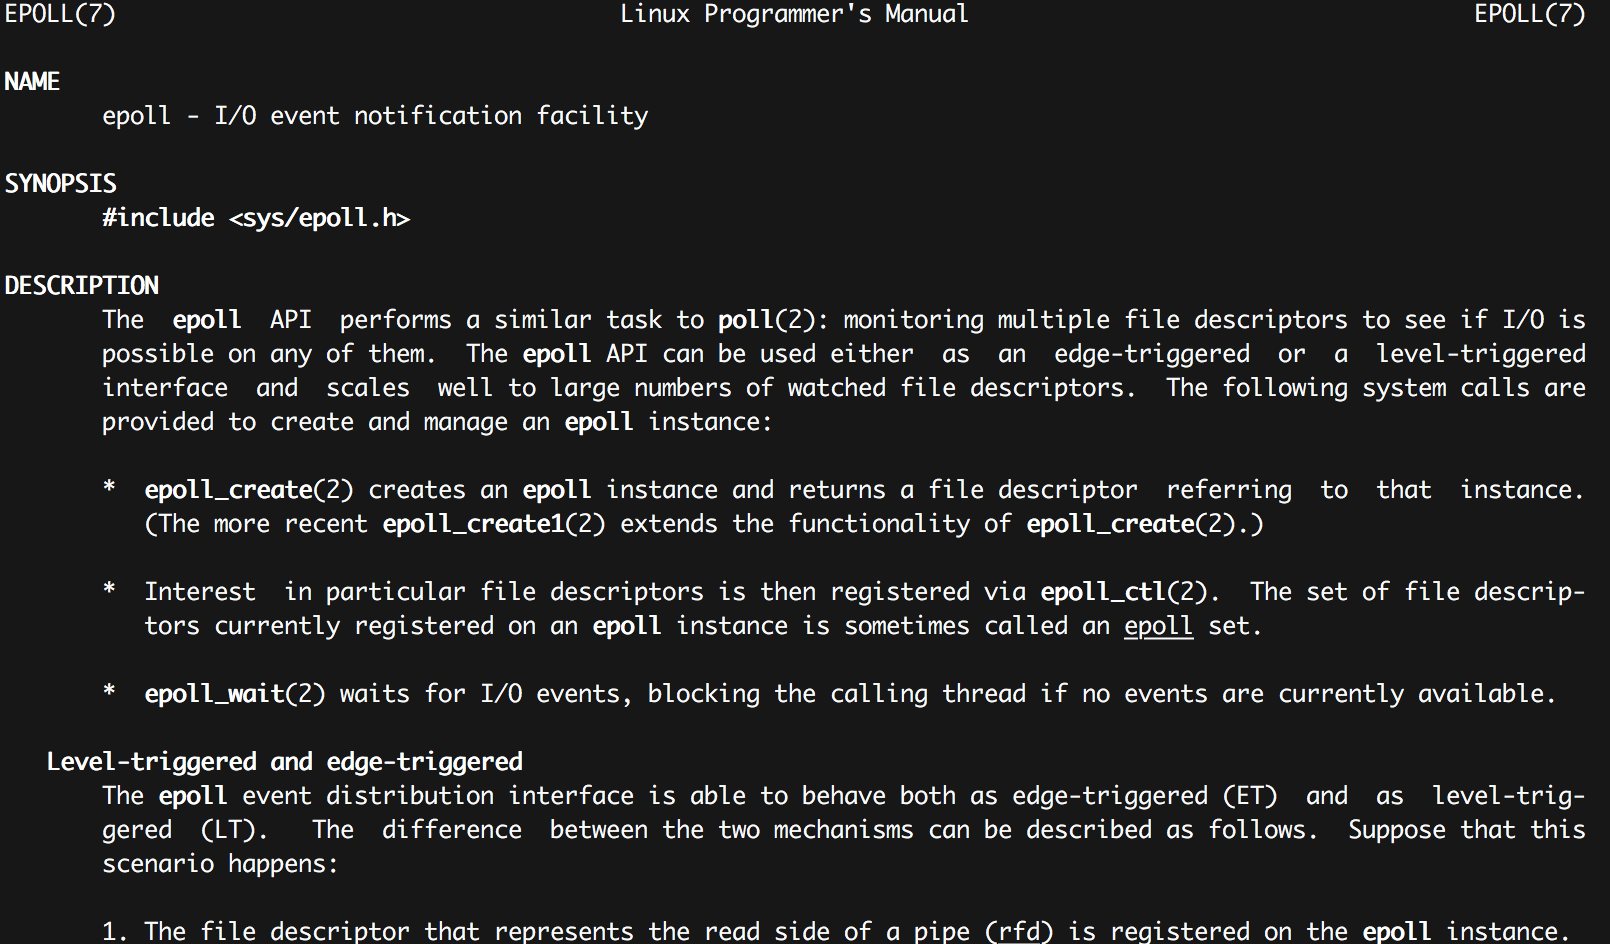 EPOLL(7) Linux Programmer's Manual EPOLL(7)
NAME
epoll - I/O event notification facility
SYNOPSIS
#include <sys/epoll.h>
DESCRIPTION
The epoll API performs a similar task to poll(2): monitoring multiple file descriptors to see if I/O is
possible on any of them. The epoll API can be used either as an edge-triggered or a level-triggered
interface and scales well to large numbers of watched file descriptors. The following system calls are
provided to create and manage an epoll instance:
* epoll_create(2) creates an epoll instance and returns a file descriptor referring to that instance.
(The more recent epoll_create1(2) extends the functionality of epoll_create(2).)
* Interest in particular file descriptors is then registered via epoll_ctl(2). The set of file descrip-
tors currently registered on an epoll instance is sometimes called an epoll set.
* epoll_wait(2) waits for I/O events, blocking the calling thread if no events are currently available.
Level-triggered and edge-triggered
The epoll event distribution interface is able to behave both as edge-triggered (ET) and as level-trig-
gered (LT). The difference between the two mechanisms can be described as follows. Suppose that this
scenario happens:
1. The file descriptor that represents the read side of a pipe (rfd) is registered on the epoll instance.